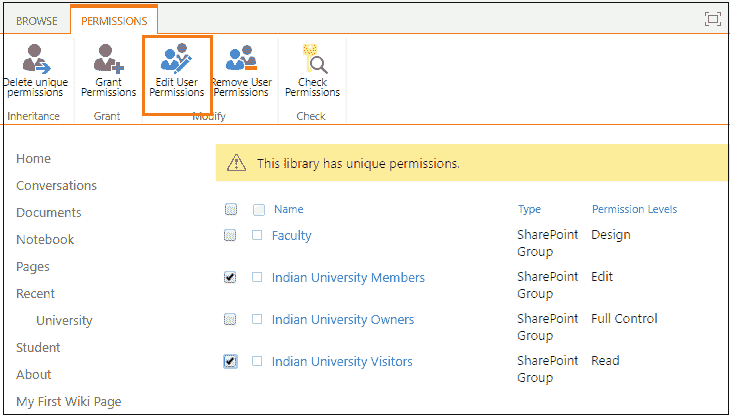 BROWSE PERMISSIONS
Delete unique permissions
Grant Permissions
Edit User Permissions
Remove User Permissions
Check Permissions
Inheritance Grant Modify Check
Home
Conversations
Documents
Notebook
Pages
Recent
University
Student
About
My First Wiki Page
This library has unique permissions.
Name Type Permission Levels
Faculty SharePoint Group Design
Indian University Members SharePoint Group Edit
Indian University Owners SharePoint Group Full Control
Indian University Visitors SharePoint Group Read